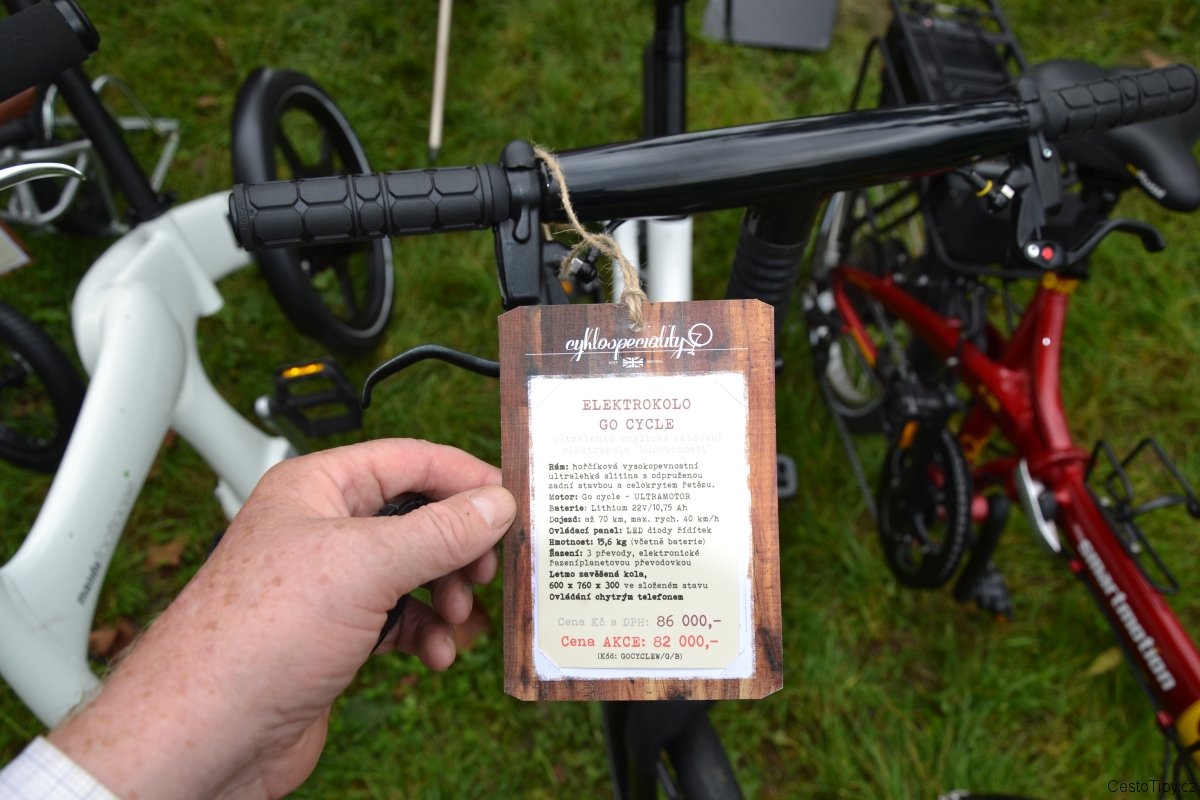 cyklospeciality
ELEKTROKOLO
GO CYCLE
Ultralehké anglické skládací
elektrokolo "budoucnosti"
Rám: hořčíková vysokopevnostní
ultralehká slitina s odpruženou
zadní stavbou a celokrytem řetězu.
Motor: Go cycle - ULTRAMOTOR
Baterie: Lithium 22V/10,75 Ah
Dojezd: až 70 km, max. rych. 40 km/h
Ovládací panel: LED diody řídítek
Hmotnost: 15,6 kg (včetně baterie)
Řazení: 3 převody, elektronické
řazeníplanetovou převodovkou
Letmo zavěšená kola,
600 x 760 x 300 ve složeném stavu
Ovládání chytrým telefonem
Cena Kč s DPH: 86 000,-
Cena AKCE: 82 000,-
(Kód: GOCYCLEW/G/B)
smartmotion
CestoTipy.cz